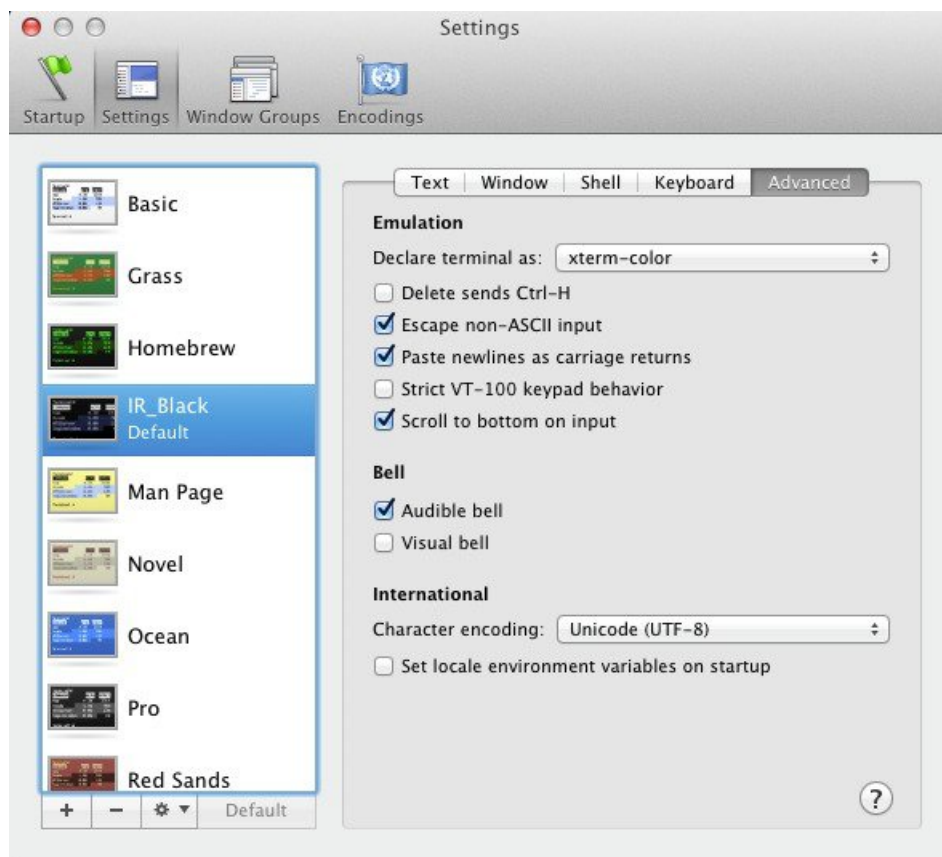 Settings
Startup Settings Window Groups Encodings
Basic
Grass
Homebrew
IR_Black
Default
Man Page
Novel
Ocean
Pro
Red Sands
+ − Default
Text Window Shell Keyboard Advanced
Emulation
Declare terminal as: xterm-color
Delete sends Ctrl-H
Escape non-ASCII input
Paste newlines as carriage returns
Strict VT-100 keypad behavior
Scroll to bottom on input
Bell
Audible bell
Visual bell
International
Character encoding: Unicode (UTF-8)
Set locale environment variables on startup
?